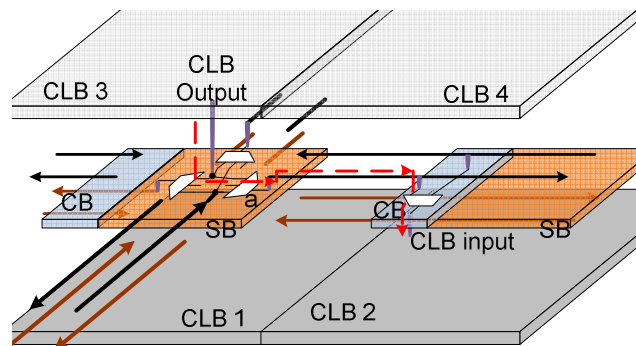 CLB 3
CLB
Output
CLB 4
CB
a
SB
CB
CLB input
SB
CLB 1
CLB 2